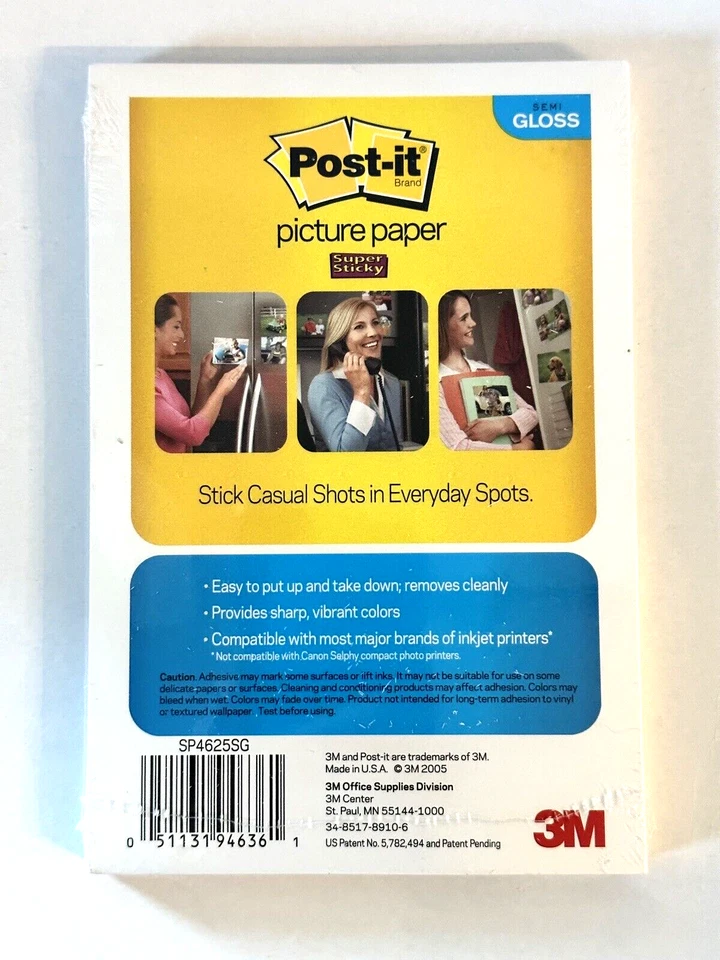 SEMI
GLOSS
Post-it®
Brand
picture paper
Super
Sticky
Stick Casual Shots in Everyday Spots.
• Easy to put up and take down; removes cleanly
• Provides sharp, vibrant colors
• Compatible with most major brands of inkjet printers*
*Not compatible with Canon Selphy compact photo printers.
Caution. Adhesive may mark some surfaces or lift inks. It may not be suitable for use on some
delicate papers or surfaces. Cleaning and conditioning products may affect adhesion. Colors may
bleed when wet. Colors may fade over time. Product not intended for long-term adhesion to vinyl
or textured wallpaper. Test before using.
SP4625SG
0 51131 94636 1
3M and Post-it are trademarks of 3M.
Made in U.S.A. © 3M 2005
3M Office Supplies Division
3M Center
St. Paul, MN 55144-1000
34-8517-8910-6
US Patent No. 5,782,494 and Patent Pending
3M